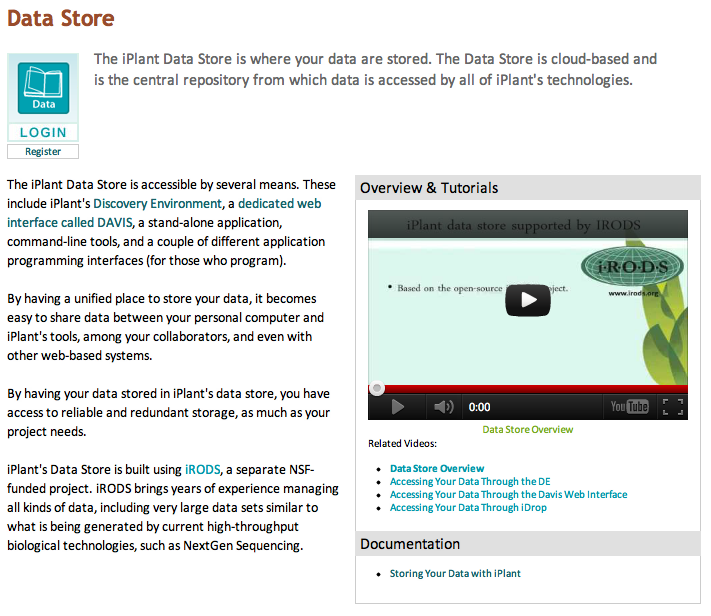 Data Store
The iPlant Data Store is where your data are stored. The Data Store is cloud-based and
is the central repository from which data is accessed by all of iPlant's technologies.
Data
LOGIN
Register
The iPlant Data Store is accessible by several means. These
include iPlant's Discovery Environment, a dedicated web
interface called DAVIS, a stand-alone application,
command-line tools, and a couple of different application
programming interfaces (for those who program).
By having a unified place to store your data, it becomes
easy to share data between your personal computer and
iPlant's tools, among your collaborators, and even with
other web-based systems.
By having your data stored in iPlant's data store, you have
access to reliable and redundant storage, as much as your
project needs.
iPlant's Data Store is built using iRODS, a separate NSF-
funded project. iRODS brings years of experience managing
all kinds of data, including very large data sets similar to
what is being generated by current high-throughput
biological technologies, such as NextGen Sequencing.
Overview & Tutorials
iPlant data store supported by IRODS
i·R·O·D·S
www.irods.org
• Based on the open-source
0:00
YouTube
Data Store Overview
Related Videos:
• Data Store Overview
• Accessing Your Data Through the DE
• Accessing Your Data Through the Davis Web Interface
• Accessing Your Data Through iDrop
Documentation
• Storing Your Data with iPlant